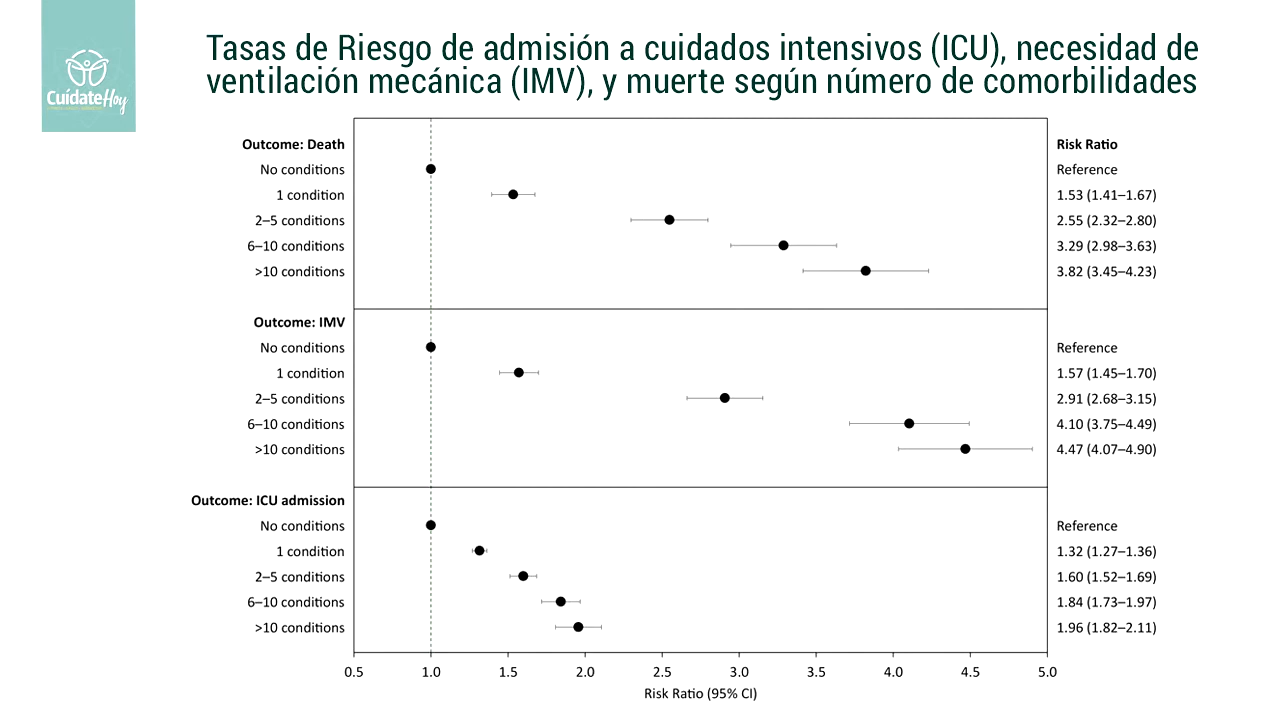 CuídateHoy
Tasas de Riesgo de admisión a cuidados intensivos (ICU), necesidad de
ventilación mecánica (IMV), y muerte según número de comorbilidades
Outcome: Death Risk Ratio
No conditions Reference
1 condition 1.53 (1.41–1.67)
2–5 conditions 2.55 (2.32–2.80)
6–10 conditions 3.29 (2.98–3.63)
>10 conditions 3.82 (3.45–4.23)
Outcome: IMV
No conditions Reference
1 condition 1.57 (1.45–1.70)
2–5 conditions 2.91 (2.68–3.15)
6–10 conditions 4.10 (3.75–4.49)
>10 conditions 4.47 (4.07–4.90)
Outcome: ICU admission
No conditions Reference
1 condition 1.32 (1.27–1.36)
2–5 conditions 1.60 (1.52–1.69)
6–10 conditions 1.84 (1.73–1.97)
>10 conditions 1.96 (1.82–2.11)
0.5 1.0 1.5 2.0 2.5 3.0 3.5 4.0 4.5 5.0
Risk Ratio (95% CI)